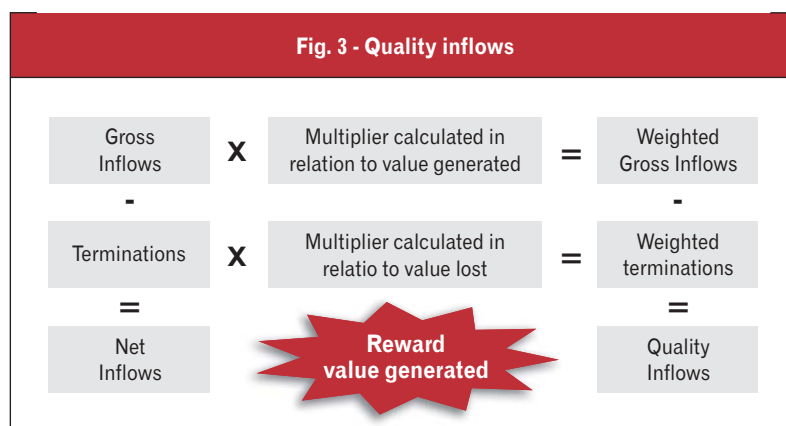 Fig. 3 - Quality inflows
Gross
Inflows
X
Multiplier calculated in
relation to value generated
=
Weighted
Gross Inflows
-
-
Terminations
X
Multiplier calculated in
relatio to value lost
=
Weighted
terminations
=
=
Net
Inflows
Reward
value generated
Quality
Inflows